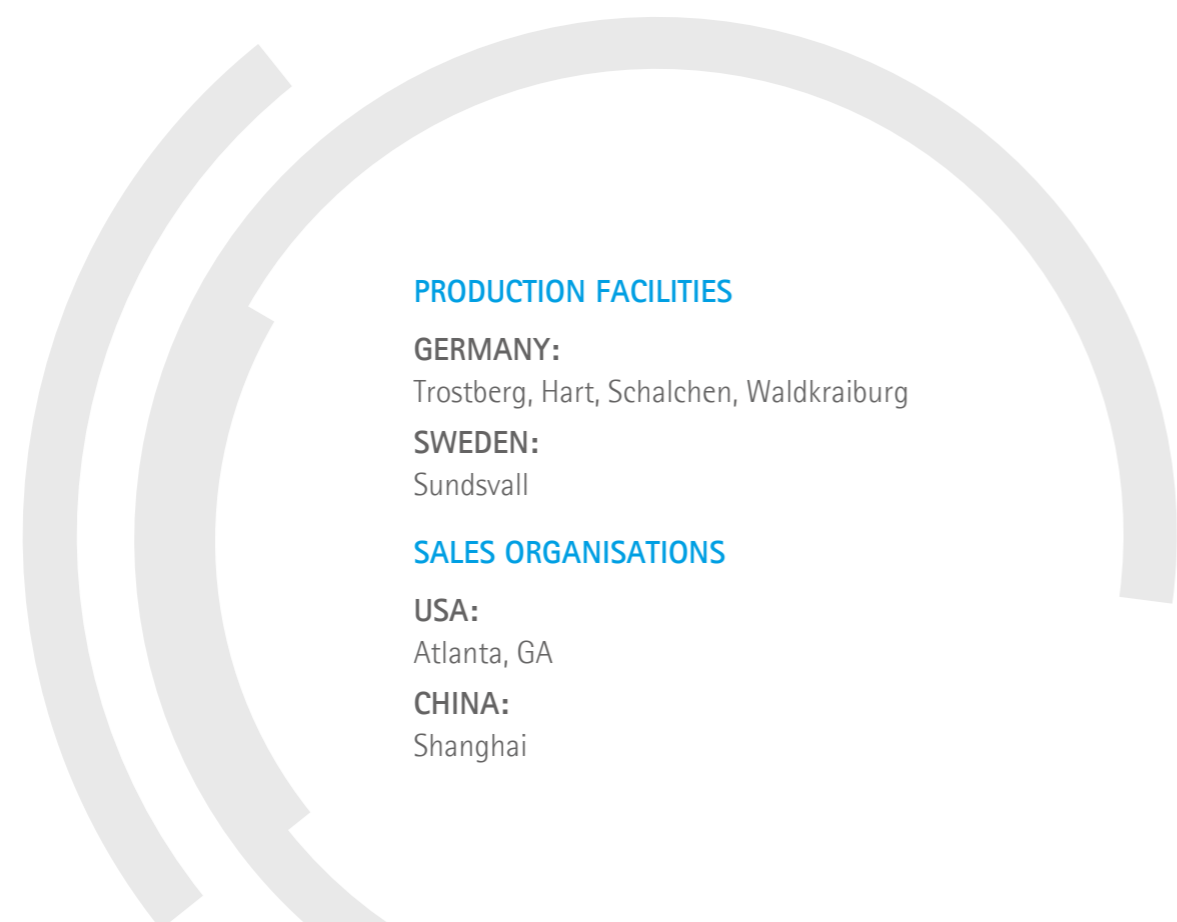 PRODUCTION FACILITIES
GERMANY:
Trostberg, Hart, Schalchen, Waldkraiburg
SWEDEN:
Sundsvall
SALES ORGANISATIONS
USA:
Atlanta, GA
CHINA:
Shanghai